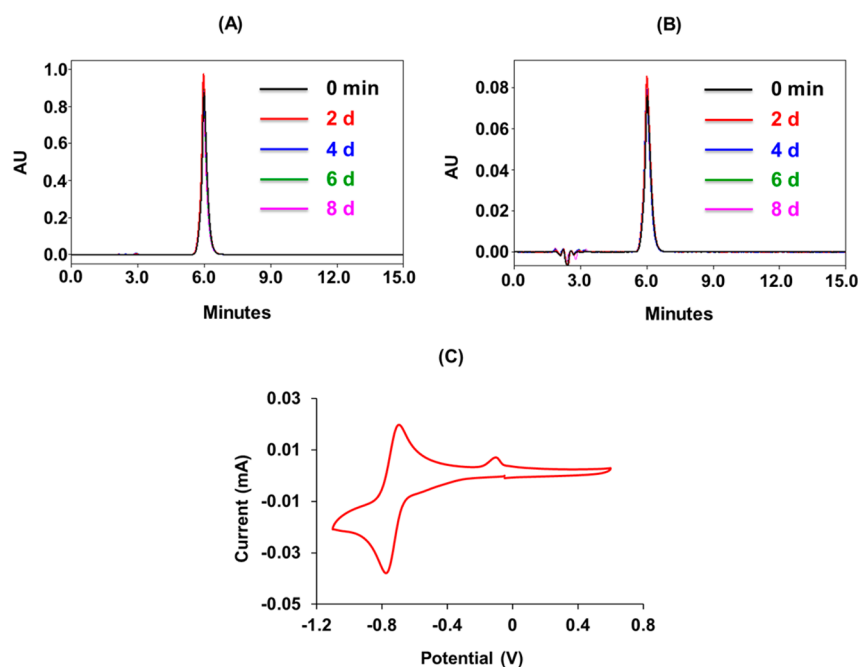 (A)
1.0
0.8
0.6
0.4
0.2
0.0
AU
0 min
2 d
4 d
6 d
8 d
0.0 3.0 6.0 9.0 12.0 15.0
Minutes
(B)
0.08
0.06
0.04
0.02
0.00
AU
0 min
2 d
4 d
6 d
8 d
0.0 3.0 6.0 9.0 12.0 15.0
Minutes
(C)
0.03
0.01
-0.01
-0.03
-0.05
Current (mA)
-1.2 -0.8 -0.4 0 0.4 0.8
Potential (V)